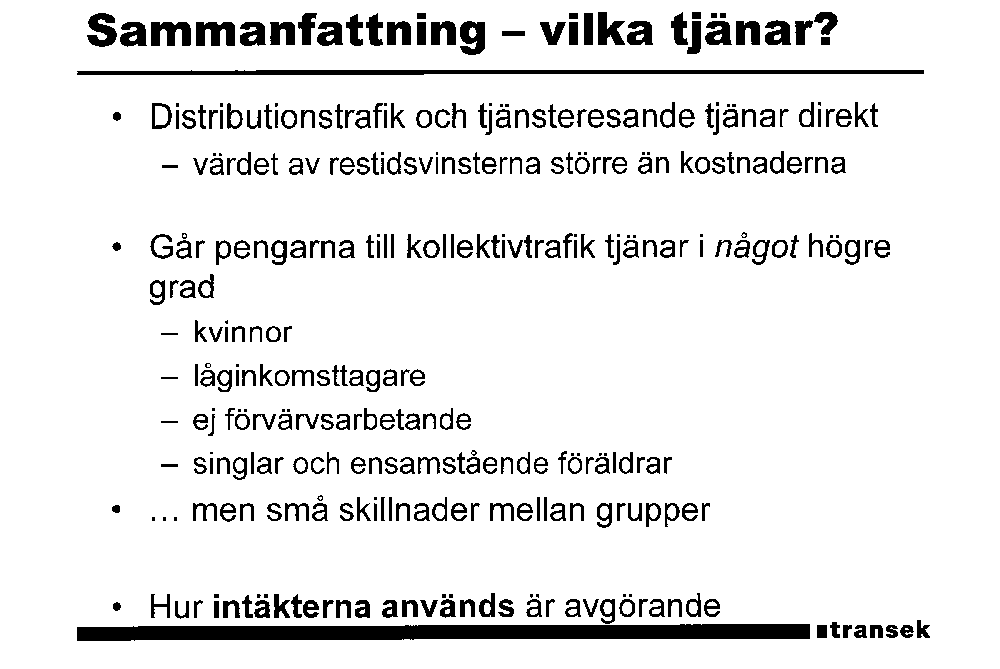 Sammanfattning – vilka tjänar?
• Distributionstrafik och tjänsteresande tjänar direkt
– värdet av restidsvinsterna större än kostnaderna
• Går pengarna till kollektivtrafik tjänar i något högre
grad
– kvinnor
– låginkomsttagare
– ej förvärvsarbetande
– singlar och ensamstående föräldrar
• … men små skillnader mellan grupper
• Hur intäkterna används är avgörande
transek